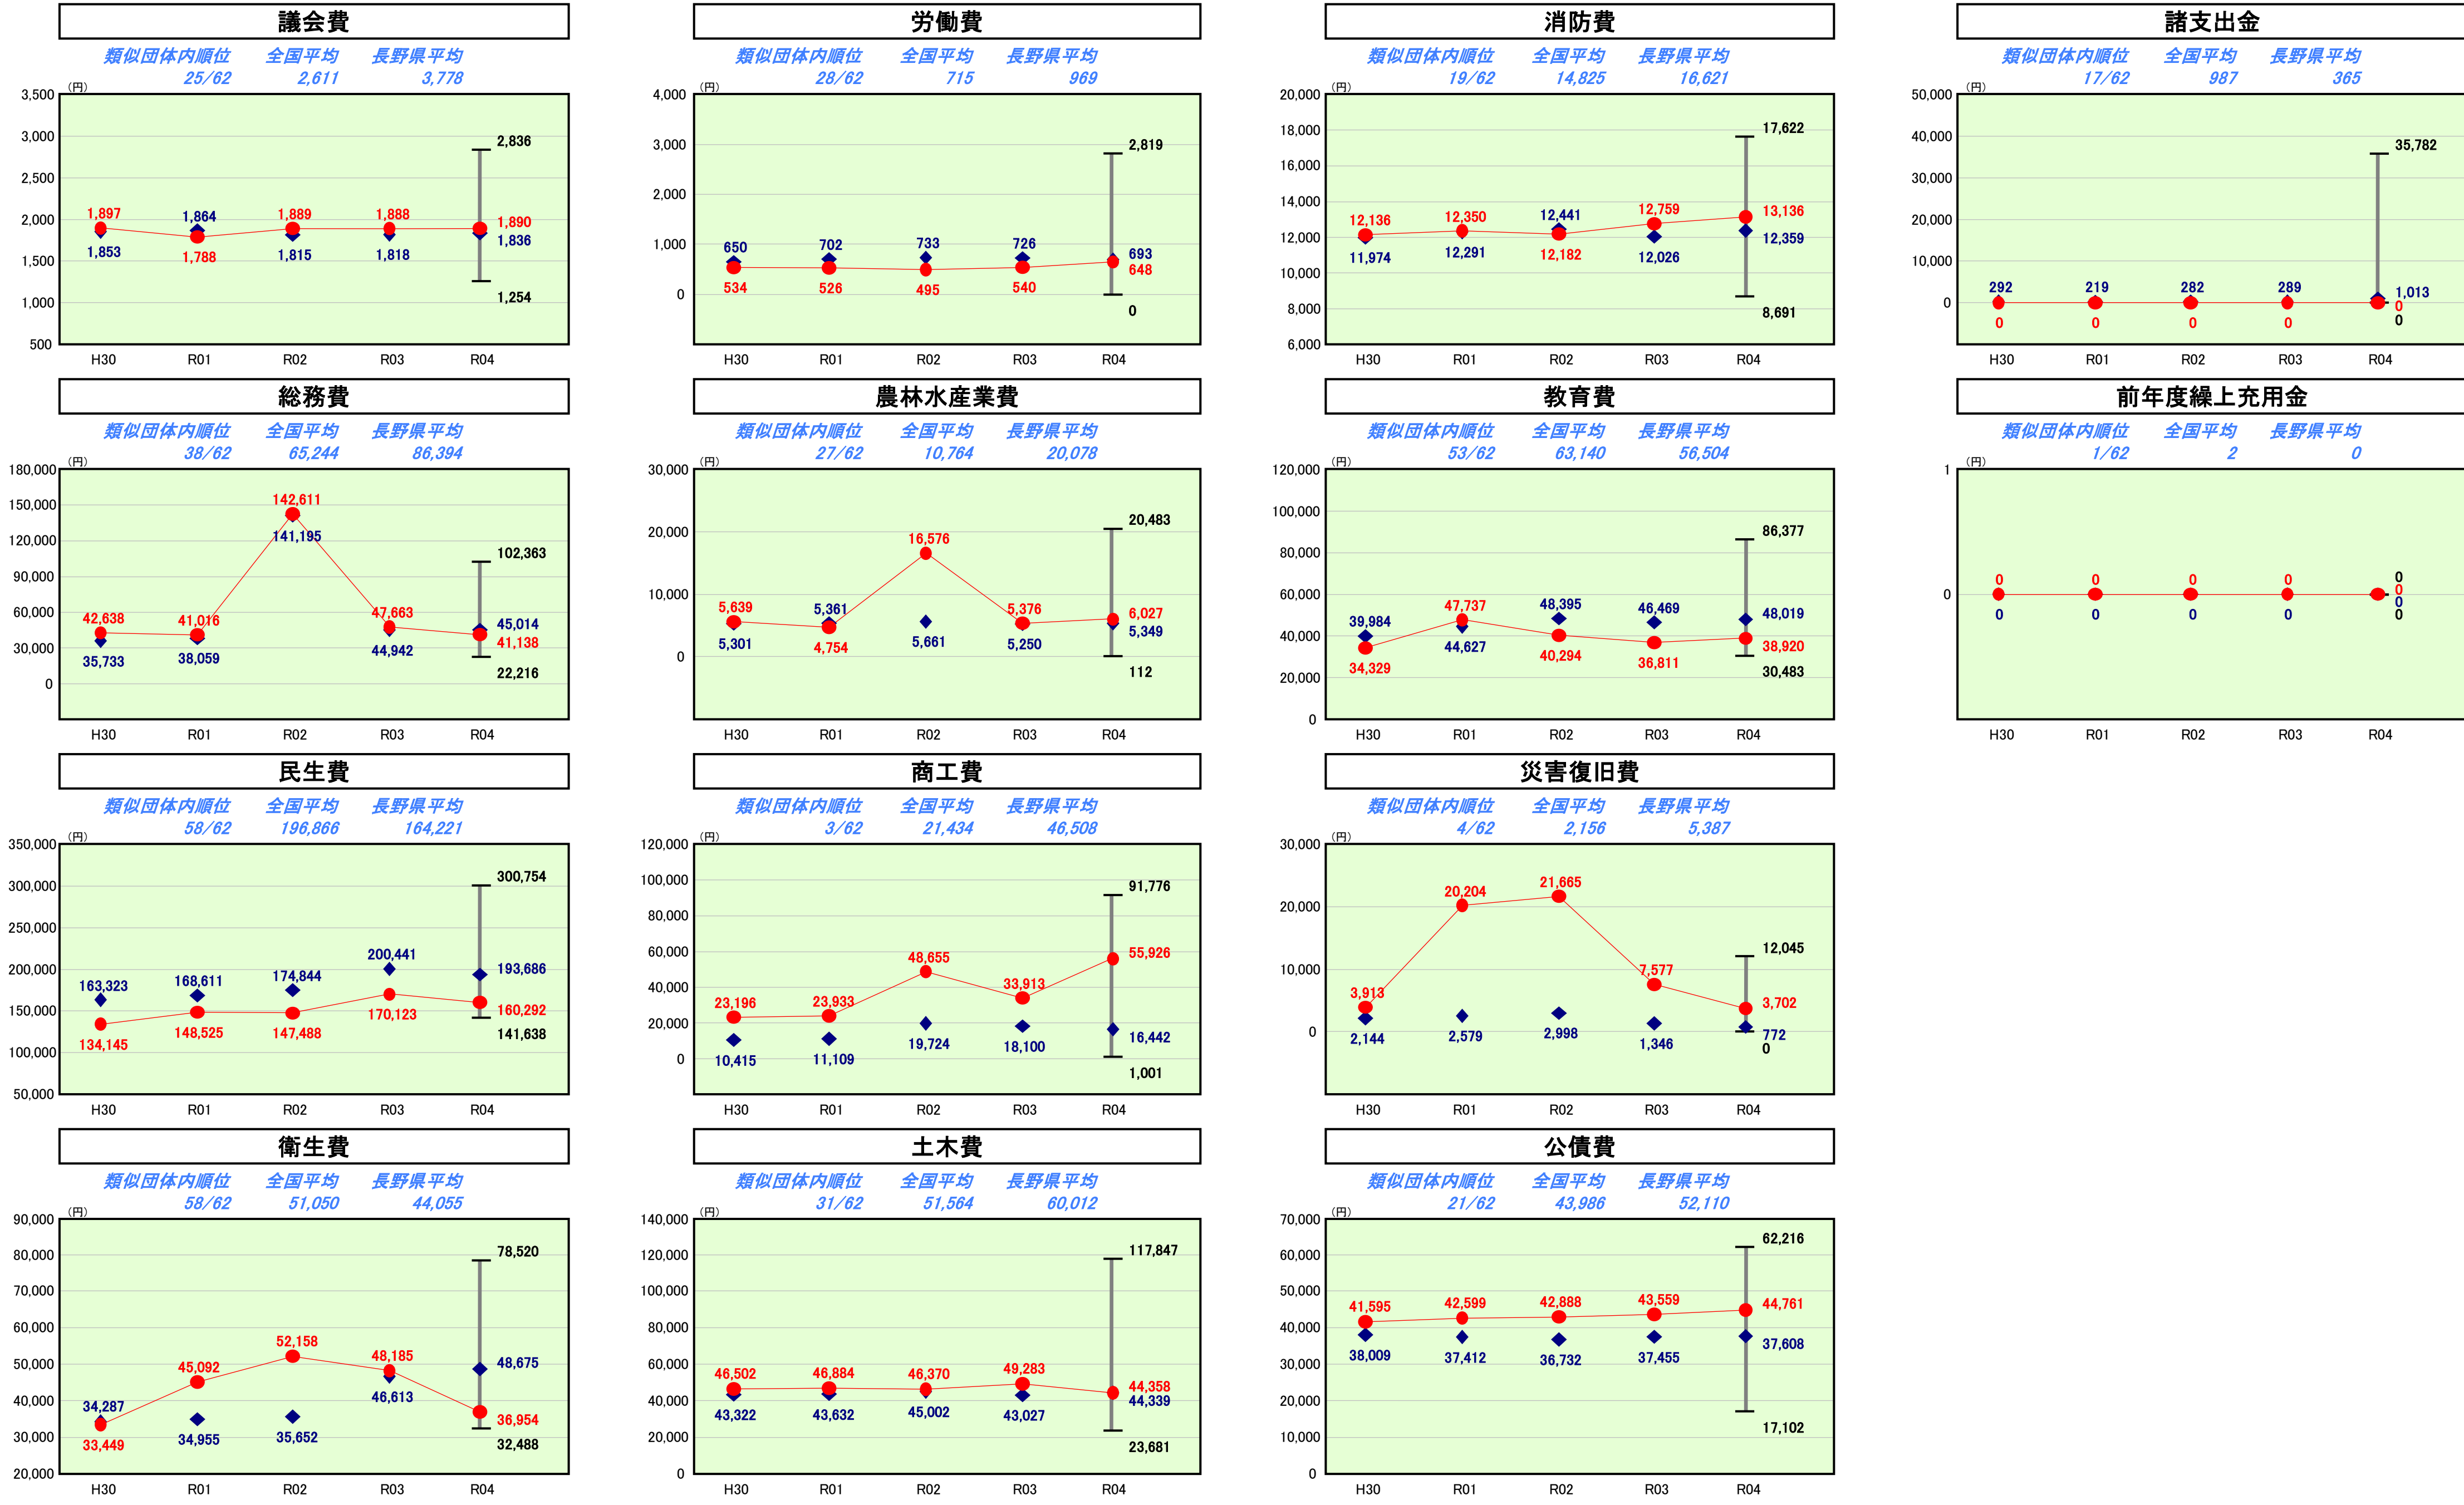 議会費
類似団体内順位 全国平均 長野県平均
25/62 2,611 3,778
(円)
3,500
3,000
2,500
2,000
1,500
1,000
500
1,897 1,864 1,889 1,888 1,890
1,853 1,788 1,815 1,818 1,836
2,836
1,254
H30 R01 R02 R03 R04
労働費
類似団体内順位 全国平均 長野県平均
28/62 715 969
(円)
4,000
3,000
2,000
1,000
0
650 702 733 726 693
534 526 495 540 648
2,819
0
H30 R01 R02 R03 R04
消防費
類似団体内順位 全国平均 長野県平均
19/62 14,825 16,621
(円)
20,000
18,000
16,000
14,000
12,000
10,000
8,000
6,000
12,136 12,350 12,441 12,759 13,136
11,974 12,291 12,182 12,026 12,359
17,622
8,691
H30 R01 R02 R03 R04
諸支出金
類似団体内順位 全国平均 長野県平均
17/62 987 365
(円)
50,000
40,000
30,000
20,000
10,000
0
292 219 282 289 1,013
0 0 0 0 0
35,782
0
H30 R01 R02 R03 R04
総務費
類似団体内順位 全国平均 長野県平均
38/62 65,244 86,394
(円)
180,000
150,000
120,000
90,000
60,000
30,000
0
42,638 41,016 142,611 47,663 45,014
35,733 38,059 141,195 44,942 41,138
102,363
22,216
H30 R01 R02 R03 R04
農林水産業費
類似団体内順位 全国平均 長野県平均
27/62 10,764 20,078
(円)
30,000
20,000
10,000
0
5,639 5,361 16,576 5,376 6,027
5,301 4,754 5,661 5,250 5,349
20,483
112
H30 R01 R02 R03 R04
教育費
類似団体内順位 全国平均 長野県平均
53/62 63,140 56,504
(円)
120,000
100,000
80,000
60,000
40,000
20,000
0
39,984 47,737 48,395 46,469 48,019
34,329 44,627 40,294 36,811 38,920
86,377
30,483
H30 R01 R02 R03 R04
前年度繰上充用金
類似団体内順位 全国平均 長野県平均
1/62 2 0
(円)
1
0
0 0 0 0 0
0 0 0 0 0
0
0
H30 R01 R02 R03 R04
民生費
類似団体内順位 全国平均 長野県平均
58/62 196,866 164,221
(円)
350,000
300,000
250,000
200,000
150,000
100,000
50,000
163,323 168,611 174,844 200,441 193,686
134,145 148,525 147,488 170,123 160,292
300,754
141,638
H30 R01 R02 R03 R04
商工費
類似団体内順位 全国平均 長野県平均
3/62 21,434 46,508
(円)
120,000
100,000
80,000
60,000
40,000
20,000
0
23,196 23,933 48,655 33,913 55,926
10,415 11,109 19,724 18,100 16,442
91,776
1,001
H30 R01 R02 R03 R04
災害復旧費
類似団体内順位 全国平均 長野県平均
4/62 2,156 5,387
(円)
30,000
20,000
10,000
0
3,913 20,204 21,665 7,577 3,702
2,144 2,579 2,998 1,346 772
12,045
0
H30 R01 R02 R03 R04
衛生費
類似団体内順位 全国平均 長野県平均
58/62 51,050 44,055
(円)
90,000
80,000
70,000
60,000
50,000
40,000
30,000
20,000
34,287 45,092 52,158 48,185 48,675
33,449 34,955 35,652 46,613 36,954
78,520
32,488
H30 R01 R02 R03 R04
土木費
類似団体内順位 全国平均 長野県平均
31/62 51,564 60,012
(円)
140,000
120,000
100,000
80,000
60,000
40,000
20,000
0
46,502 46,884 46,370 49,283 44,358
43,322 43,632 45,002 43,027 44,339
117,847
23,681
H30 R01 R02 R03 R04
公債費
類似団体内順位 全国平均 長野県平均
21/62 43,986 52,110
(円)
70,000
60,000
50,000
40,000
30,000
20,000
10,000
0
41,595 42,599 42,888 43,559 44,761
38,009 37,412 36,732 37,455 37,608
62,216
17,102
H30 R01 R02 R03 R04